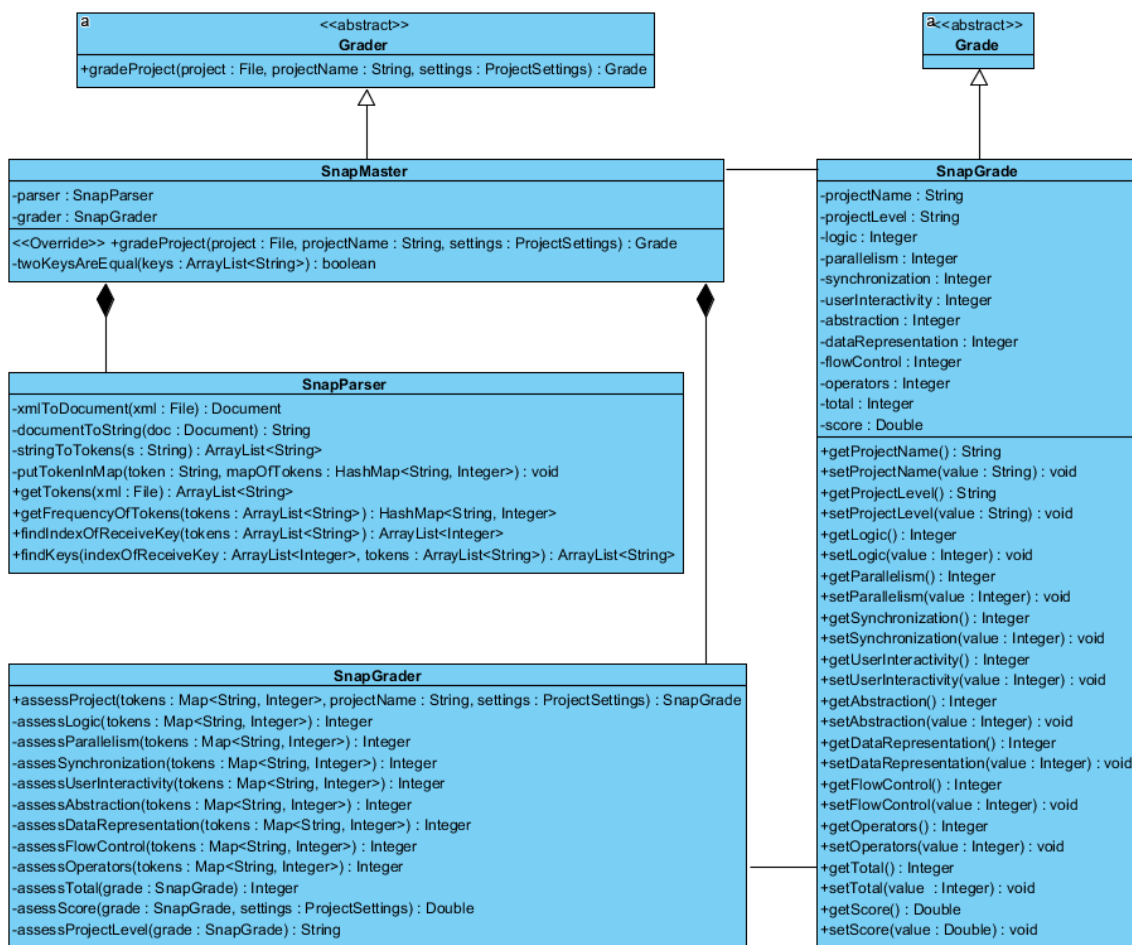 a
<<abstract>>
Grader
+gradeProject(project : File, projectName : String, settings : ProjectSettings) : Grade
a
<<abstract>>
Grade
SnapMaster
-parser : SnapParser
-grader : SnapGrader
<<Override>> +gradeProject(project : File, projectName : String, settings : ProjectSettings) : Grade
-twoKeysAreEqual(keys : ArrayList<String>) : boolean
SnapParser
-xmlToDocument(xml : File) : Document
-documentToString(doc : Document) : String
-stringToTokens(s : String) : ArrayList<String>
-putTokenInMap(token : String, mapOfTokens : HashMap<String, Integer>) : void
+getTokens(xml : File) : ArrayList<String>
+getFrequencyOfTokens(tokens : ArrayList<String>) : HashMap<String, Integer>
+findIndexOfReceiveKey(tokens : ArrayList<String>) : ArrayList<Integer>
+findKeys(indexOfReceiveKey : ArrayList<Integer>, tokens : ArrayList<String>) : ArrayList<String>
SnapGrader
+assessProject(tokens : Map<String, Integer>, projectName : String, settings : ProjectSettings) : SnapGrade
-assessLogic(tokens : Map<String, Integer>) : Integer
-assessParallelism(tokens : Map<String, Integer>) : Integer
-assesSynchronization(tokens : Map<String, Integer>) : Integer
-assessUserInteractivity(tokens : Map<String, Integer>) : Integer
-assessAbstraction(tokens : Map<String, Integer>) : Integer
-assessDataRepresentation(tokens : Map<String, Integer>) : Integer
-assessFlowControl(tokens : Map<String, Integer>) : Integer
-assessOperators(tokens : Map<String, Integer>) : Integer
-assessTotal(grade : SnapGrade) : Integer
-asessScore(grade : SnapGrade, settings : ProjectSettings) : Double
-assessProjectLevel(grade : SnapGrade) : String
SnapGrade
-projectName : String
-projectLevel : String
-logic : Integer
-parallelism : Integer
-synchronization : Integer
-userInteractivity : Integer
-abstraction : Integer
-dataRepresentation : Integer
-flowControl : Integer
-operators : Integer
-total : Integer
-score : Double
+getProjectName() : String
+setProjectName(value : String) : void
+getProjectLevel() : String
+setProjectLevel(value : String) : void
+getLogic() : Integer
+setLogic(value : Integer) : void
+getParallelism() : Integer
+setParallelism(value : Integer) : void
+getSynchronization() : Integer
+setSynchronization(value : Integer) : void
+getUserInteractivity() : Integer
+setUserInteractivity(value : Integer) : void
+getAbstraction() : Integer
+setAbstraction(value : Integer) : void
+getDataRepresentation() : Integer
+setDataRepresentation(value : Integer) : void
+getFlowControl() : Integer
+setFlowControl(value : Integer) : void
+getOperators() : Integer
+setOperators(value : Integer) : void
+getTotal() : Integer
+setTotal(value : Integer) : void
+getScore() : Double
+setScore(value : Double) : void